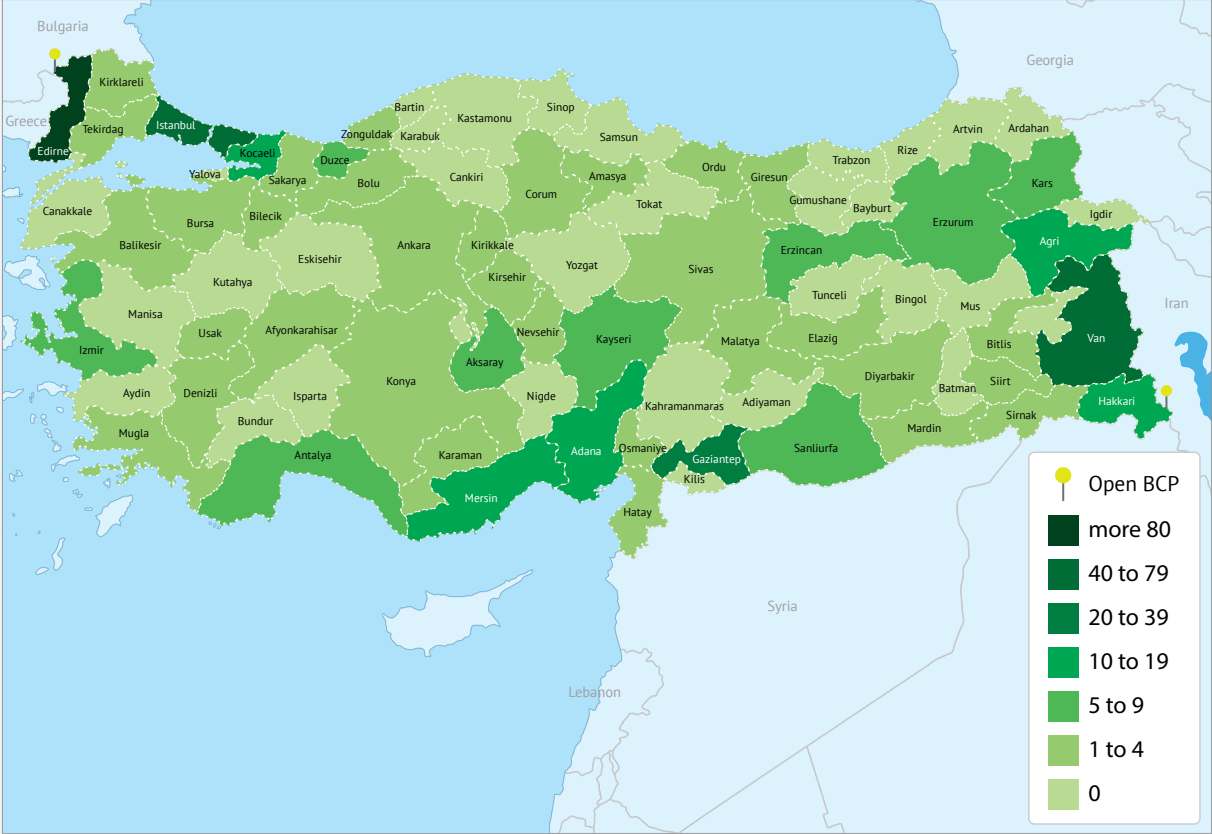 Bulgaria
Georgia
Kirklareli
Greece
Tekirdag
Edirne
Istanbul
Kocaeli
Yalova
Sakarya
Duzce
Zonguldak
Bartin
Karabuk
Kastamonu
Sinop
Samsun
Bolu
Cankiri
Corum
Amasya
Ordu
Giresun
Trabzon
Rize
Artvin
Ardahan
Kars
Canakkale
Balikesir
Bursa
Bilecik
Tokat
Gumushane
Bayburt
Erzurum
Igdir
Agri
Eskisehir
Ankara
Kirikkale
Kirsehir
Yozgat
Sivas
Erzincan
Kutahya
Tunceli
Bingol
Mus
Iran
Manisa
Usak
Afyonkarahisar
Nevsehir
Kayseri
Malatya
Elazig
Bitlis
Van
Izmir
Aksaray
Konya
Diyarbakir
Batman
Siirt
Aydin
Denizli
Isparta
Nigde
Kahramanmaras
Adiyaman
Hakkari
Sirnak
Mugla
Bundur
Antalya
Karaman
Adana
Osmaniye
Gaziantep
Sanliurfa
Mardin
Kilis
Mersin
Hatay
Syria
Lebanon
Open BCP
more 80
40 to 79
20 to 39
10 to 19
5 to 9
1 to 4
0